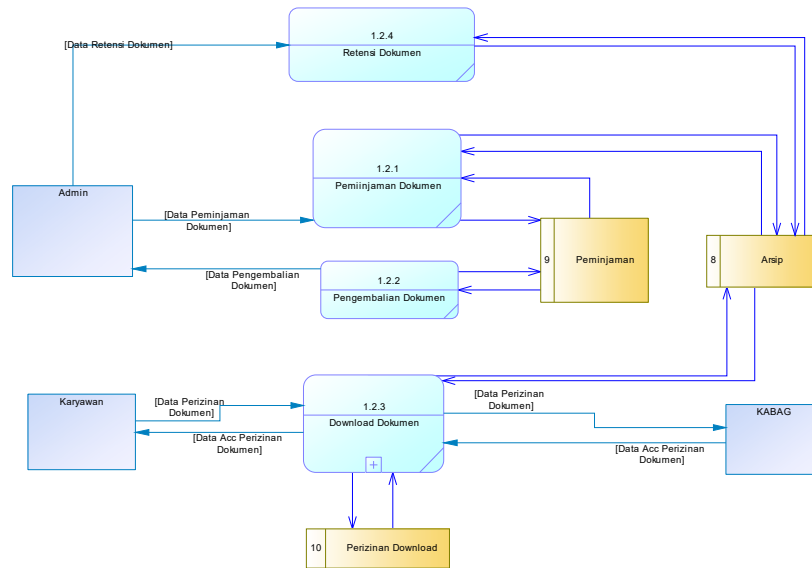 1.2.4
[Data Retensi Dokumen]
Retensi Dokumen
1.2.1
Admin
Pemiinjaman Dokumen
[Data Peminjaman
Dokumen]
9
Peminjaman
8
Arsip
[Data Pengembalian
Dokumen]
1.2.2
Pengembalian Dokumen
Karyawan
[Data Perizinan
Dokumen]
1.2.3
[Data Perizinan
Dokumen]
KABAG
Download Dokumen
[Data Acc Perizinan
Dokumen]
[Data Acc Perizinan
Dokumen]
10
Perizinan Download